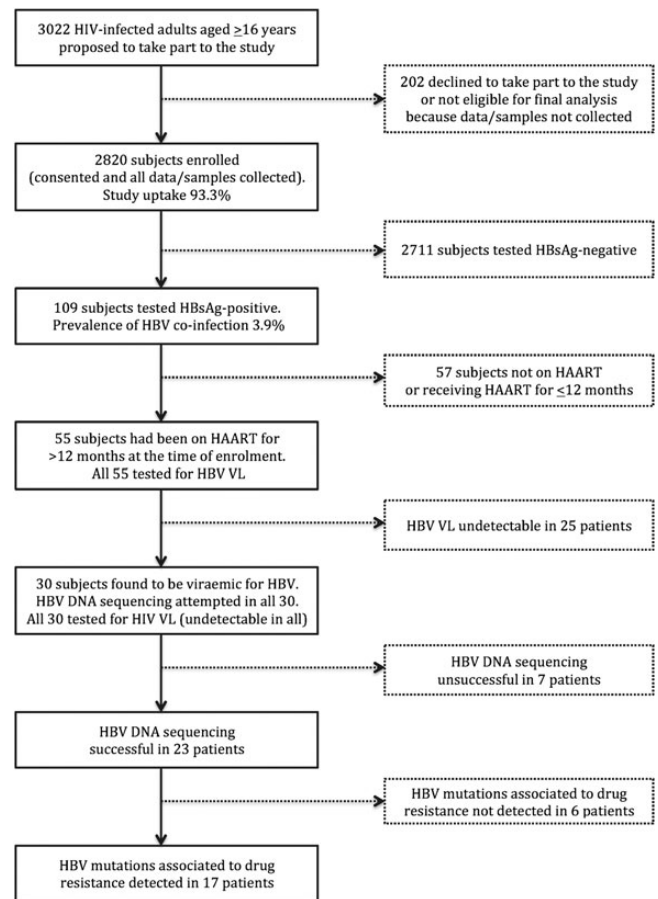 3022 HIV-infected adults aged ≥16 years
proposed to take part to the study
202 declined to take part to the study
or not eligible for final analysis
because data/samples not collected
2820 subjects enrolled
(consented and all data/samples collected).
Study uptake 93.3%
2711 subjects tested HBsAg-negative
109 subjects tested HBsAg-positive.
Prevalence of HBV co-infection 3.9%
57 subjects not on HAART
or receiving HAART for ≤12 months
55 subjects had been on HAART for
>12 months at the time of enrolment.
All 55 tested for HBV VL
HBV VL undetectable in 25 patients
30 subjects found to be viraemic for HBV.
HBV DNA sequencing attempted in all 30.
All 30 tested for HIV VL (undetectable in all)
HBV DNA sequencing
unsuccessful in 7 patients
HBV DNA sequencing
successful in 23 patients
HBV mutations associated to drug
resistance not detected in 6 patients
HBV mutations associated to drug
resistance detected in 17 patients